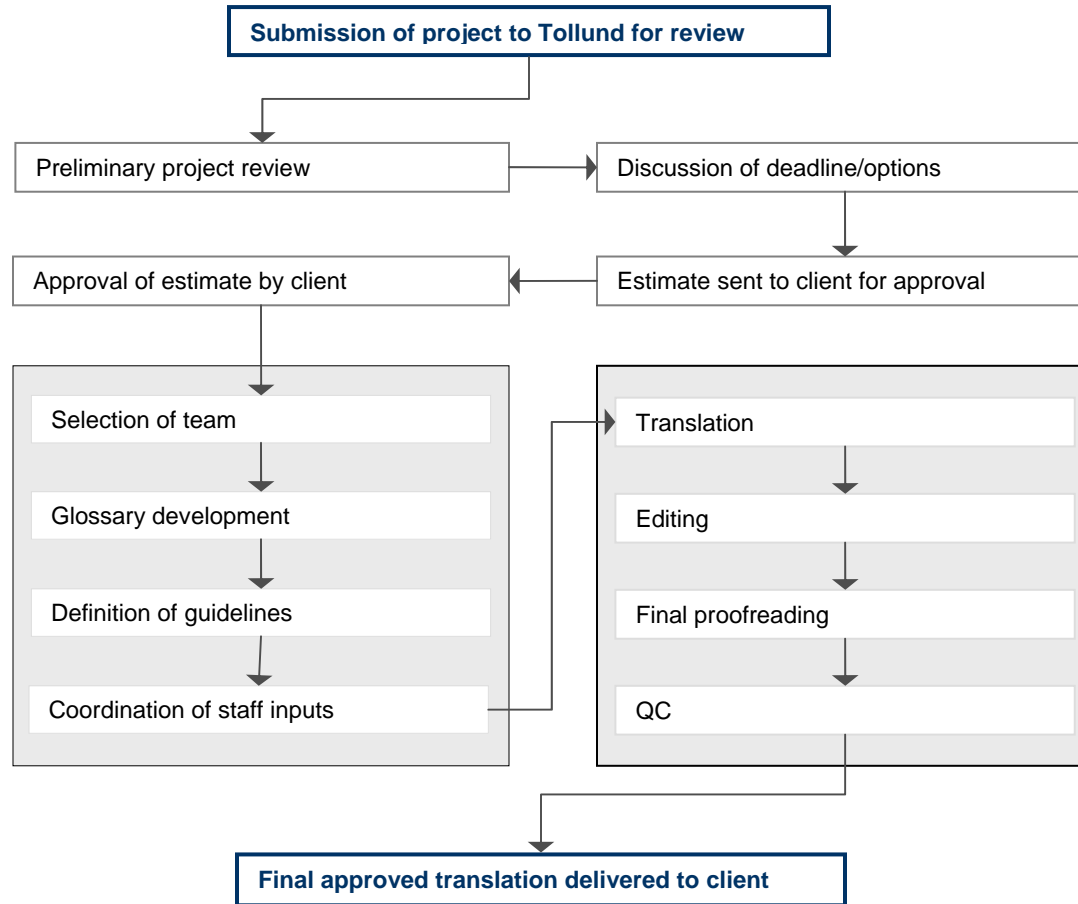 Submission of project to Tollund for review
Preliminary project review
Discussion of deadline/options
Estimate sent to client for approval
Approval of estimate by client
Selection of team
Glossary development
Definition of guidelines
Coordination of staff inputs
Translation
Editing
Final proofreading
QC
Final approved translation delivered to client